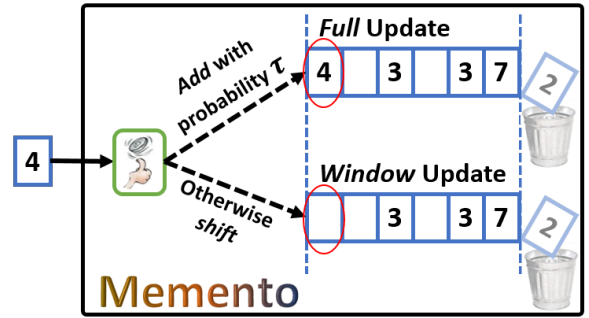 Full Update
Add with
probability τ
4 3 3 7
2
4
Window Update
Otherwise
shift
3 3 7
2
Memento